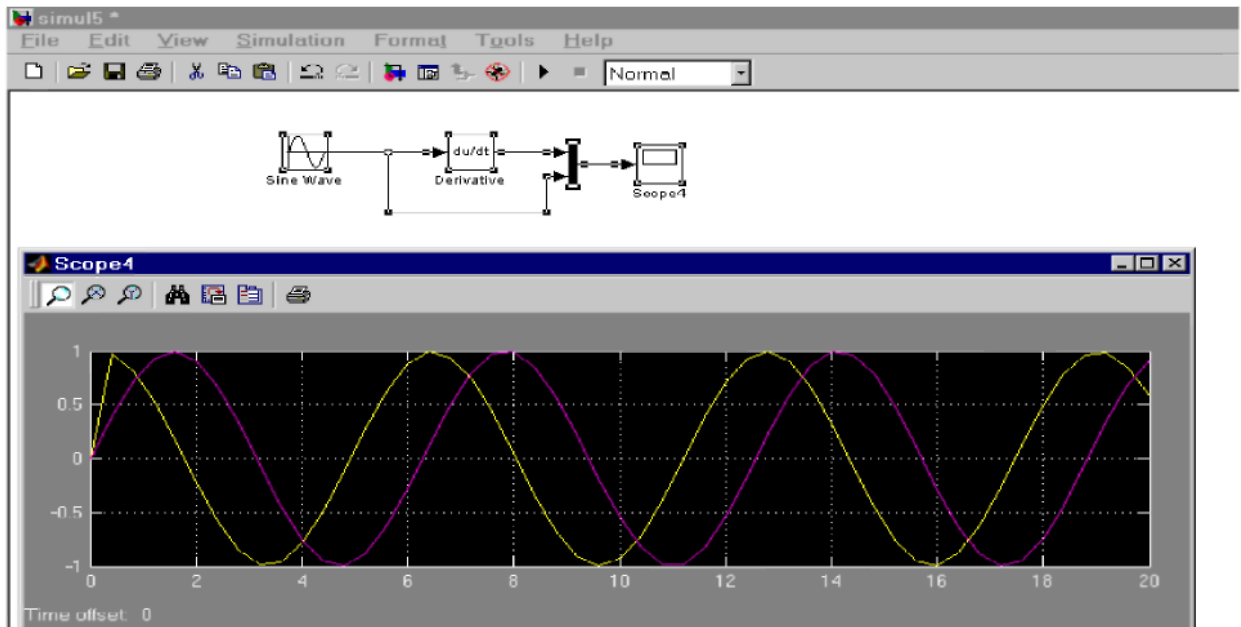 simul5 *
File Edit View Simulation Format Tools Help
Normal
du/dt
Sine Wave Derivative
Scope4
Scope4
1
0.5
0
-0.5
-1
0 2 4 6 8 10 12 14 16 18 20
Time offset: 0